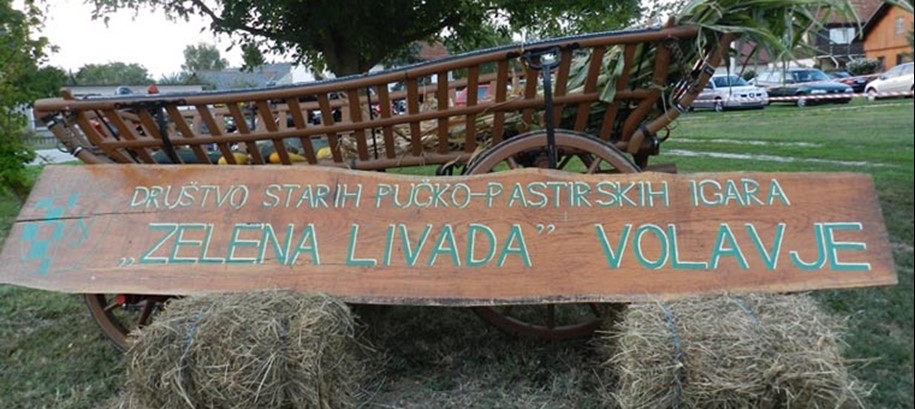 DRUŠTVO STARIH PUČKO-PASTIRSKIH IGARA
„ZELENA LIVADA” VOLAVJE